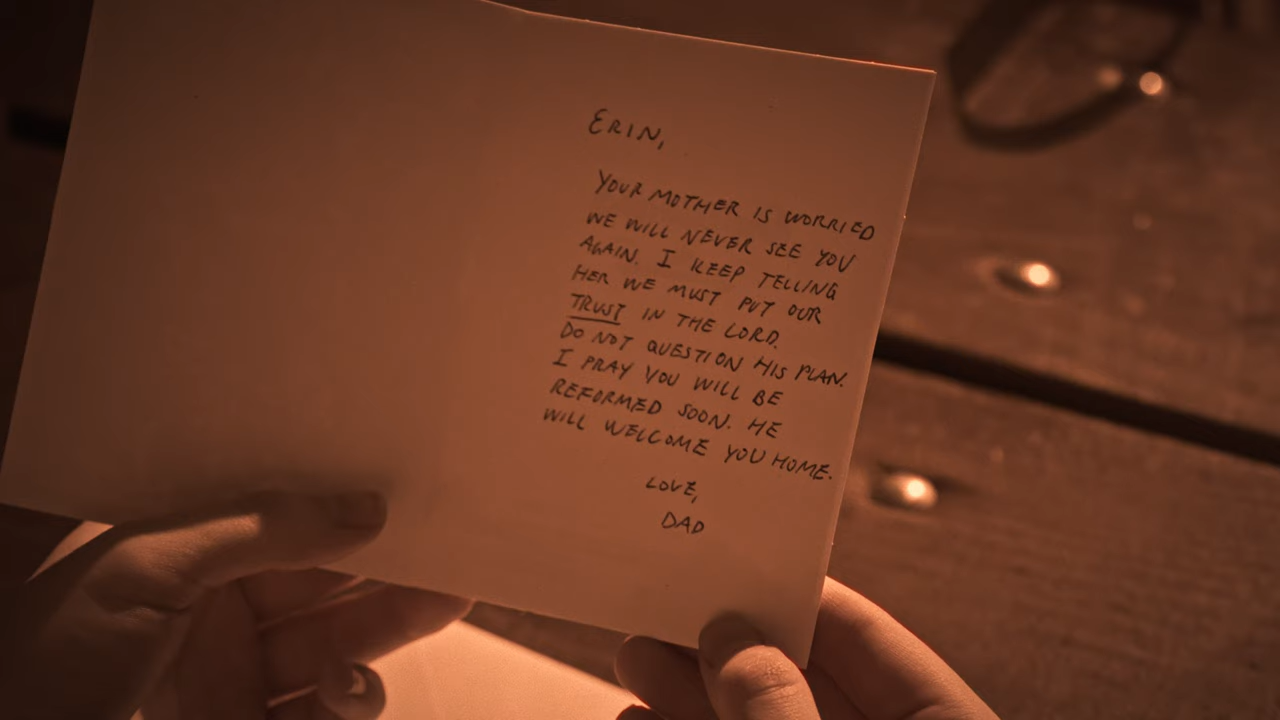 ERIN,
YOUR MOTHER IS WORRIED
WE WILL NEVER SEE YOU
AGAIN. I KEEP TELLING
HER WE MUST PUT OUR
TRUST IN THE LORD.
DO NOT QUESTION HIS PLAN.
I PRAY YOU WILL BE
REFORMED SOON. HE
WILL WELCOME YOU HOME.
LOVE,
DAD